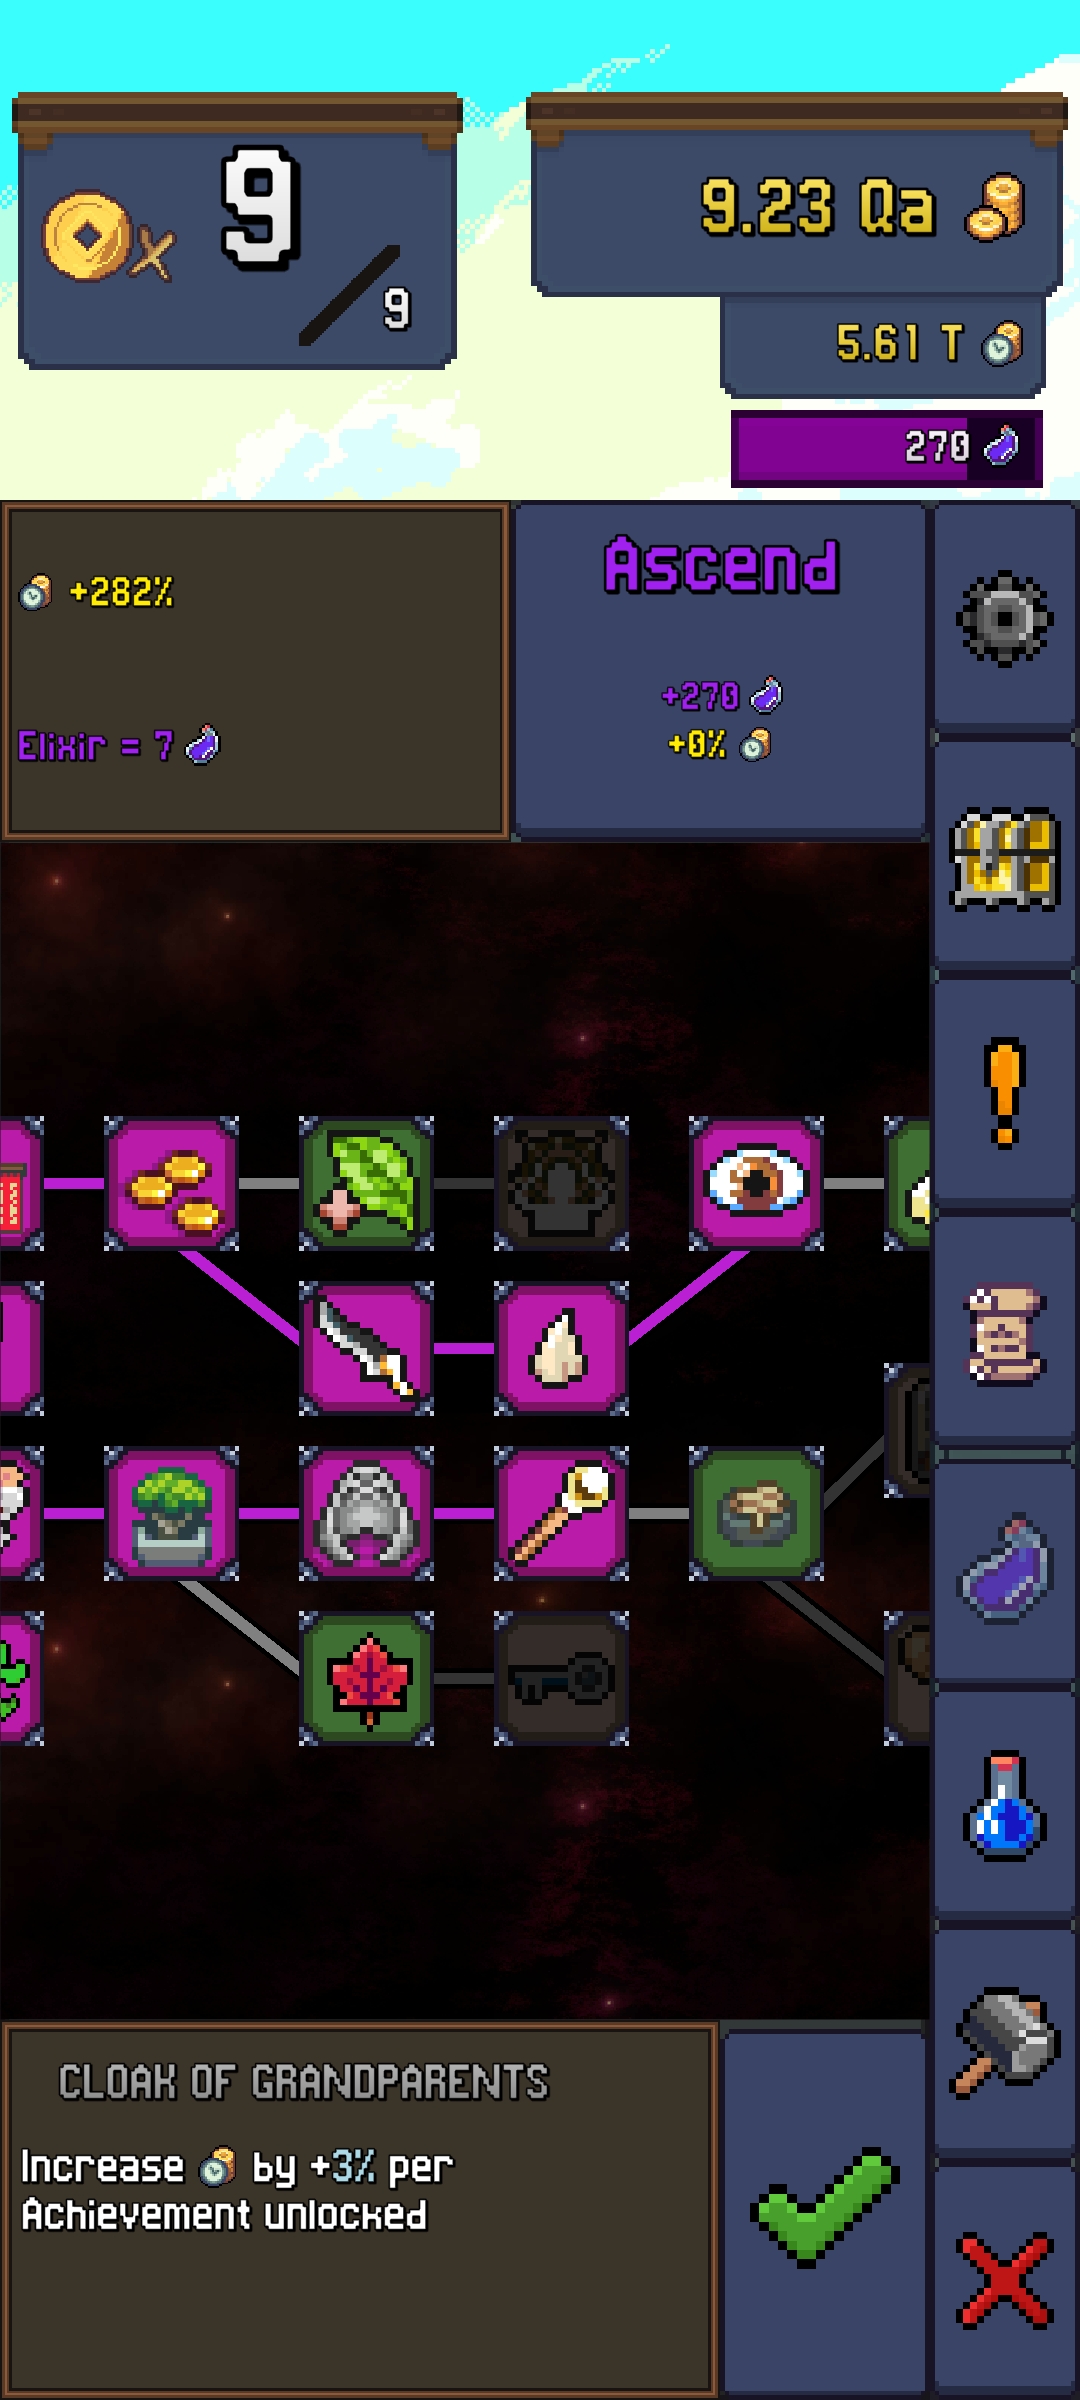 9
/9
9.23 Qa
5.61 T
270
+282%
Elixir = 7
Ascend
+270
+0%
CLOAK OF GRANDPARENTS
Increase by +3% per
Achievement unlocked